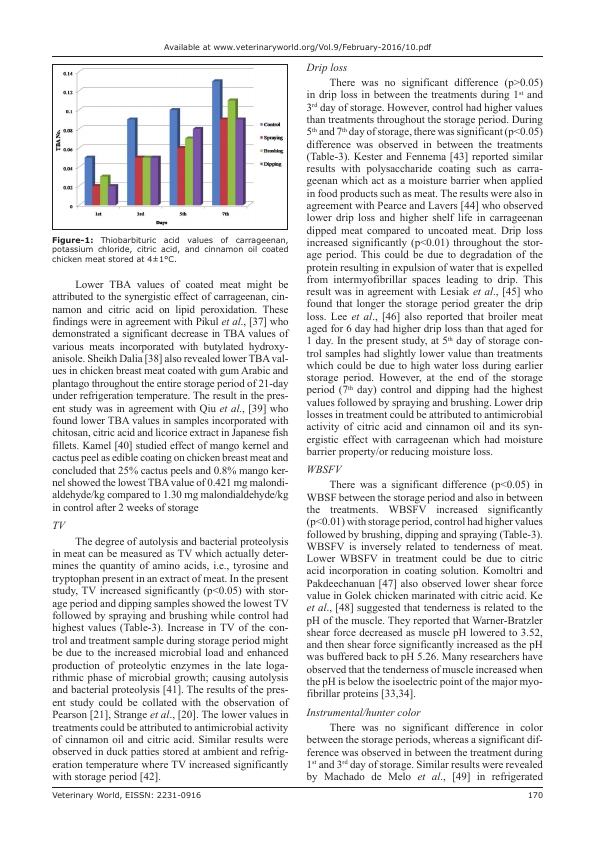 Available at www.veterinaryworld.org/Vol.9/February-2016/10.pdf
0.14
0.12
0.1
0.08
0.06
0.04
0.02
0
TBA No.
1st 3rd 5th 7th
Days
Control
Spraying
Brushing
Dipping
Figure-1: Thiobarbituric acid values of carrageenan,
potassium chloride, citric acid, and cinnamon oil coated
chicken meat stored at 4±1°C.
Lower TBA values of coated meat might be
attributed to the synergistic effect of carrageenan, cin-
namon and citric acid on lipid peroxidation. These
findings were in agreement with Pikul et al., [37] who
demonstrated a significant decrease in TBA values of
various meats incorporated with butylated hydroxy-
anisole. Sheikh Dalia [38] also revealed lower TBA val-
ues in chicken breast meat coated with gum Arabic and
plantago throughout the entire storage period of 21-day
under refrigeration temperature. The result in the pres-
ent study was in agreement with Qiu et al., [39] who
found lower TBA values in samples incorporated with
chitosan, citric acid and licorice extract in Japanese fish
fillets. Kamel [40] studied effect of mango kernel and
cactus peel as edible coating on chicken breast meat and
concluded that 25% cactus peels and 0.8% mango ker-
nel showed the lowest TBA value of 0.421 mg malondi-
aldehyde/kg compared to 1.30 mg malondialdehyde/kg
in control after 2 weeks of storage
TV
The degree of autolysis and bacterial proteolysis
in meat can be measured as TV which actually deter-
mines the quantity of amino acids, i.e., tyrosine and
tryptophan present in an extract of meat. In the present
study, TV increased significantly (p<0.05) with stor-
age period and dipping samples showed the lowest TV
followed by spraying and brushing while control had
highest values (Table-3). Increase in TV of the con-
trol and treatment sample during storage period might
be due to the increased microbial load and enhanced
production of proteolytic enzymes in the late loga-
rithmic phase of microbial growth; causing autolysis
and bacterial proteolysis [41]. The results of the pres-
ent study could be collated with the observation of
Pearson [21], Strange et al., [20]. The lower values in
treatments could be attributed to antimicrobial activity
of cinnamon oil and citric acid. Similar results were
observed in duck patties stored at ambient and refrig-
eration temperature where TV increased significantly
with storage period [42].
Drip loss
There was no significant difference (p>0.05)
in drip loss in between the treatments during 1st and
3rd day of storage. However, control had higher values
than treatments throughout the storage period. During
5th and 7th day of storage, there was significant (p<0.05)
difference was observed in between the treatments
(Table-3). Kester and Fennema [43] reported similar
results with polysaccharide coating such as carra-
geenan which act as a moisture barrier when applied
in food products such as meat. The results were also in
agreement with Pearce and Lavers [44] who observed
lower drip loss and higher shelf life in carrageenan
dipped meat compared to uncoated meat. Drip loss
increased significantly (p<0.01) throughout the stor-
age period. This could be due to degradation of the
protein resulting in expulsion of water that is expelled
from intermyofibrillar spaces leading to drip. This
result was in agreement with Lesiak et al., [45] who
found that longer the storage period greater the drip
loss. Lee et al., [46] also reported that broiler meat
aged for 6 day had higher drip loss than that aged for
1 day. In the present study, at 5th day of storage con-
trol samples had slightly lower value than treatments
which could be due to high water loss during earlier
storage period. However, at the end of the storage
period (7th day) control and dipping had the highest
values followed by spraying and brushing. Lower drip
losses in treatment could be attributed to antimicrobial
activity of citric acid and cinnamon oil and its syn-
ergistic effect with carrageenan which had moisture
barrier property/or reducing moisture loss.
WBSFV
There was a significant difference (p<0.05) in
WBSF between the storage period and also in between
the treatments. WBSFV increased significantly
(p<0.01) with storage period, control had higher values
followed by brushing, dipping and spraying (Table-3).
WBSFV is inversely related to tenderness of meat.
Lower WBSFV in treatment could be due to citric
acid incorporation in coating solution. Komoltri and
Pakdeechanuan [47] also observed lower shear force
value in Golek chicken marinated with citric acid. Ke
et al., [48] suggested that tenderness is related to the
pH of the muscle. They reported that Warner-Bratzler
shear force decreased as muscle pH lowered to 3.52,
and then shear force significantly increased as the pH
was buffered back to pH 5.26. Many researchers have
observed that the tenderness of muscle increased when
the pH is below the isoelectric point of the major myo-
fibrillar proteins [33,34].
Instrumental/hunter color
There was no significant difference in color
between the storage periods, whereas a significant dif-
ference was observed in between the treatment during
1st and 3rd day of storage. Similar results were revealed
by Machado de Melo et al., [49] in refrigerated
Veterinary World, EISSN: 2231-0916 170